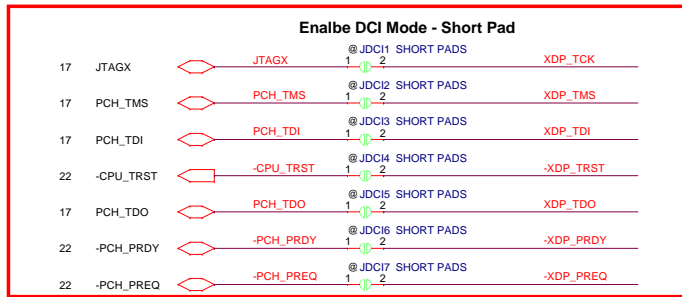 Enalbe DCI Mode - Short Pad
@ JDCI1 SHORT PADS
17 JTAGX JTAGX 1 2 XDP_TCK
@ JDCI2 SHORT PADS
17 PCH_TMS PCH_TMS 1 2 XDP_TMS
@ JDCI3 SHORT PADS
17 PCH_TDI PCH_TDI 1 2 XDP_TDI
@ JDCI4 SHORT PADS
22 -CPU_TRST -CPU_TRST 1 2 -XDP_TRST
@ JDCI5 SHORT PADS
17 PCH_TDO PCH_TDO 1 2 XDP_TDO
@ JDCI6 SHORT PADS
22 -PCH_PRDY -PCH_PRDY 1 2 -XDP_PRDY
@ JDCI7 SHORT PADS
22 -PCH_PREQ -PCH_PREQ 1 2 -XDP_PREQ